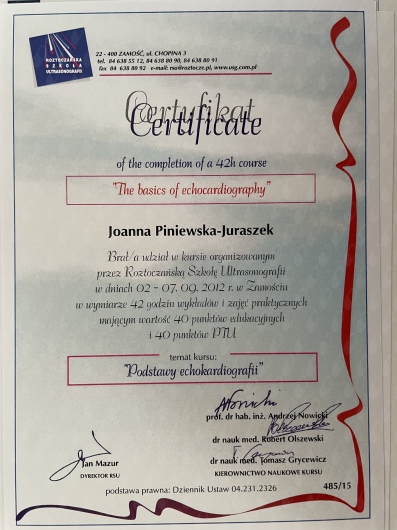 ROZTOCZAŃSKA
SZKOŁA
ULTRASONOGRAFII
22 - 400 ZAMOŚĆ, ul. CHOPINA 3
tel. 84 638 55 12, 84 638 80 90, 84 638 80 91
fax 84 638 80 92 e-mail: rsu@roztocze.pl, www.usg.com.pl
Certyfikat
Certificate
of the completion of a 42h course
"The basics of echocardiography"
Joanna Piniewska-Juraszek
Brał/a udział w kursie organizowanym
przez Roztoczańską Szkołę Ultrasonografii
w dniach 02 - 07. 09. 2012 r. w Zamościu
w wymiarze 42 godzin wykładów i zajęć praktycznych
mającym wartość 40 punktów edukacyjnych
i 40 punktów PTU
temat kursu:
"Podstawy echokardiografii"
prof. dr hab. inż. Andrzej Nowicki
dr nauk med. Robert Olszewski
Jan Mazur
dr nauk med. Tomasz Grycewicz
DYREKTOR RSU
KIEROWNICTWO NAUKOWE KURSU
podstawa prawna: Dziennik Ustaw 04.231.2326
485/15